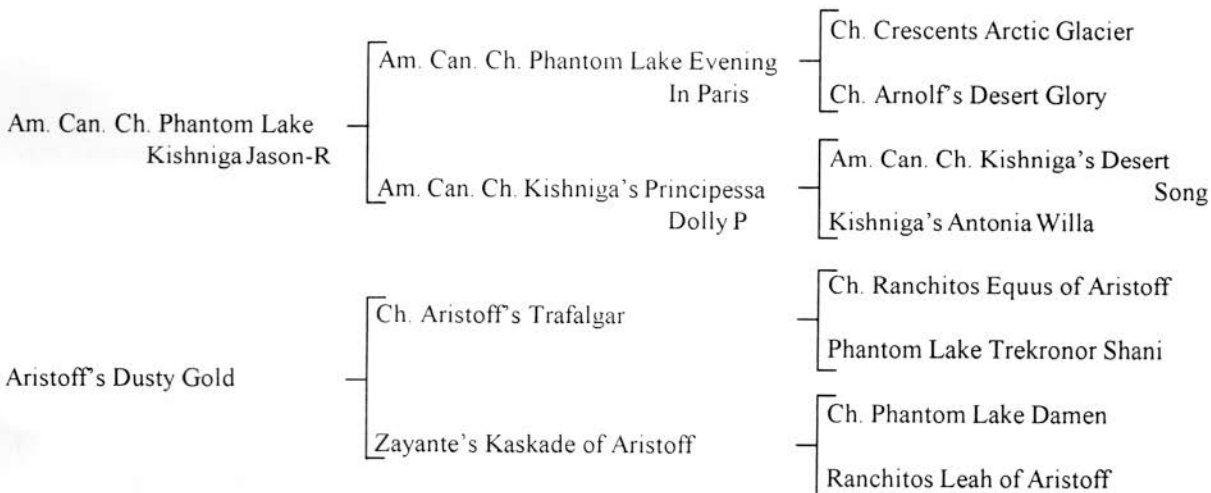 Am. Can. Ch. Phantom Lake
Kishniga Jason-R
Am. Can. Ch. Phantom Lake Evening
In Paris
Am. Can. Ch. Kishniga's Principessa
Dolly P
Ch. Crescents Arctic Glacier
Ch. Arnolf's Desert Glory
Am. Can. Ch. Kishniga's Desert
Song
Kishniga's Antonia Willa
Aristoff's Dusty Gold
Ch. Aristoff's Trafalgar
Zayante's Kaskade of Aristoff
Ch. Ranchitos Equus of Aristoff
Phantom Lake Trekronor Shani
Ch. Phantom Lake Damen
Ranchitos Leah of Aristoff